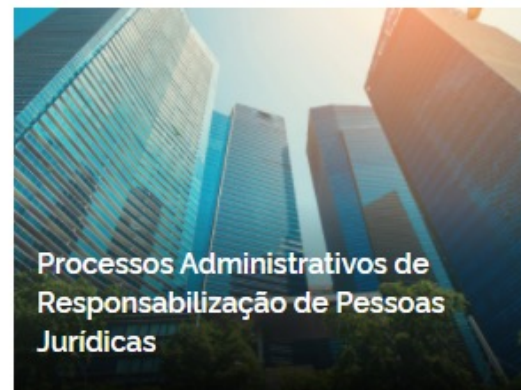 Processos Administrativos de
Responsabilização de Pessoas
Jurídicas